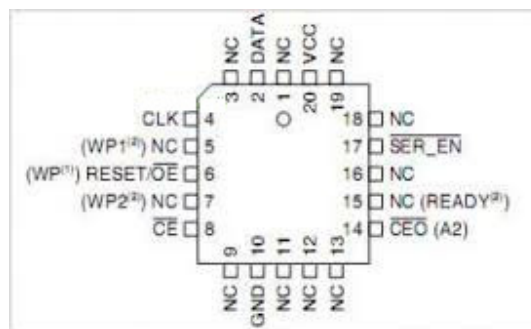 NC DATA NC VCC NC
3 2 1 20 19
CLK 4 18 NC
(WP1(2)) NC 5 17 SER_EN
(WP(1)) RESET/OE 6 16 NC
(WP2(2)) NC 7 15 NC (READY(2))
CE 8 14 CEO (A2)
9 10 11 12 13
NC GND NC NC NC